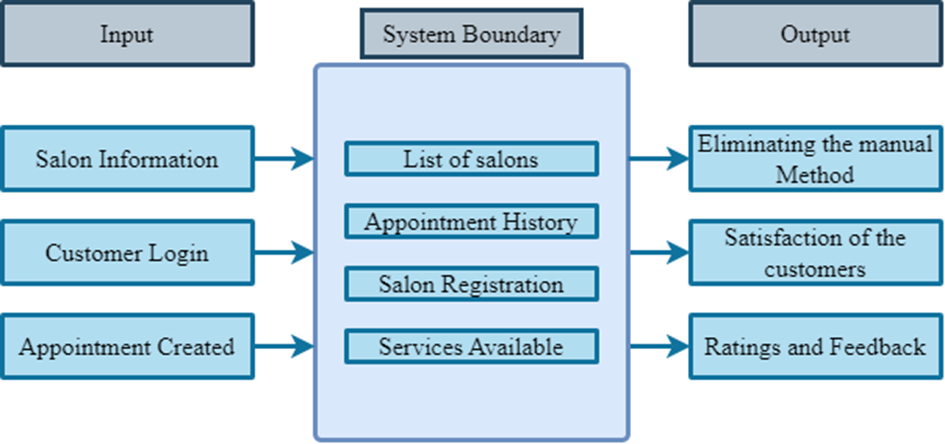 Input
System Boundary
Output
Salon Information
List of salons
Eliminating the manual
Method
Appointment History
Customer Login
Satisfaction of the
customers
Salon Registration
Appointment Created
Services Available
Ratings and Feedback